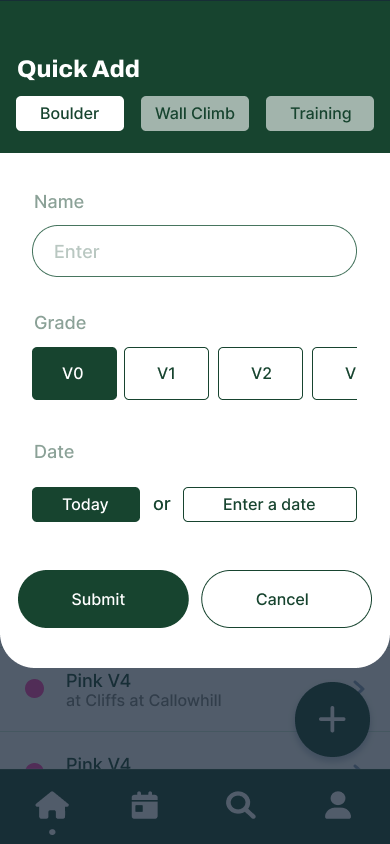 Quick Add
Boulder Wall Climb Training
Name
Enter
Grade
V0 V1 V2 V
Date
Today or Enter a date
Submit Cancel
Pink V4
at Cliffs at Callowhill
Pink V4